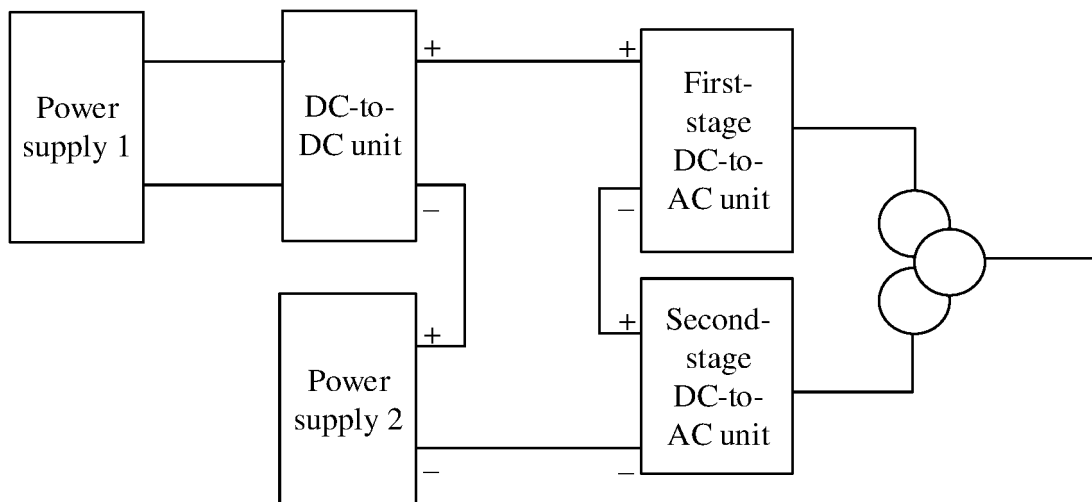 Power
supply 1
DC-to-
DC unit
+
−
+
−
First-
stage
DC-to-
AC unit
Power
supply 2
+
−
+
−
Second-
stage
DC-to-
AC unit